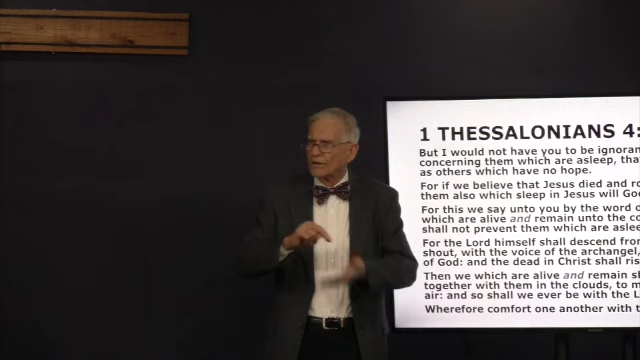 1 THESSALONIANS 4:
But I would not have you to be ignoran
concerning them which are asleep, tha
as others which have no hope.
For if we believe that Jesus died and ro
them also which sleep in Jesus will Go
For this we say unto you by the word o
which are alive and remain unto the co
shall not prevent them which are aslee
For the Lord himself shall descend from
shout, with the voice of the archangel,
of God: and the dead in Christ shall ris
Then we which are alive and remain sh
together with them in the clouds, to m
air: and so shall we ever be with the L
Wherefore comfort one another with t